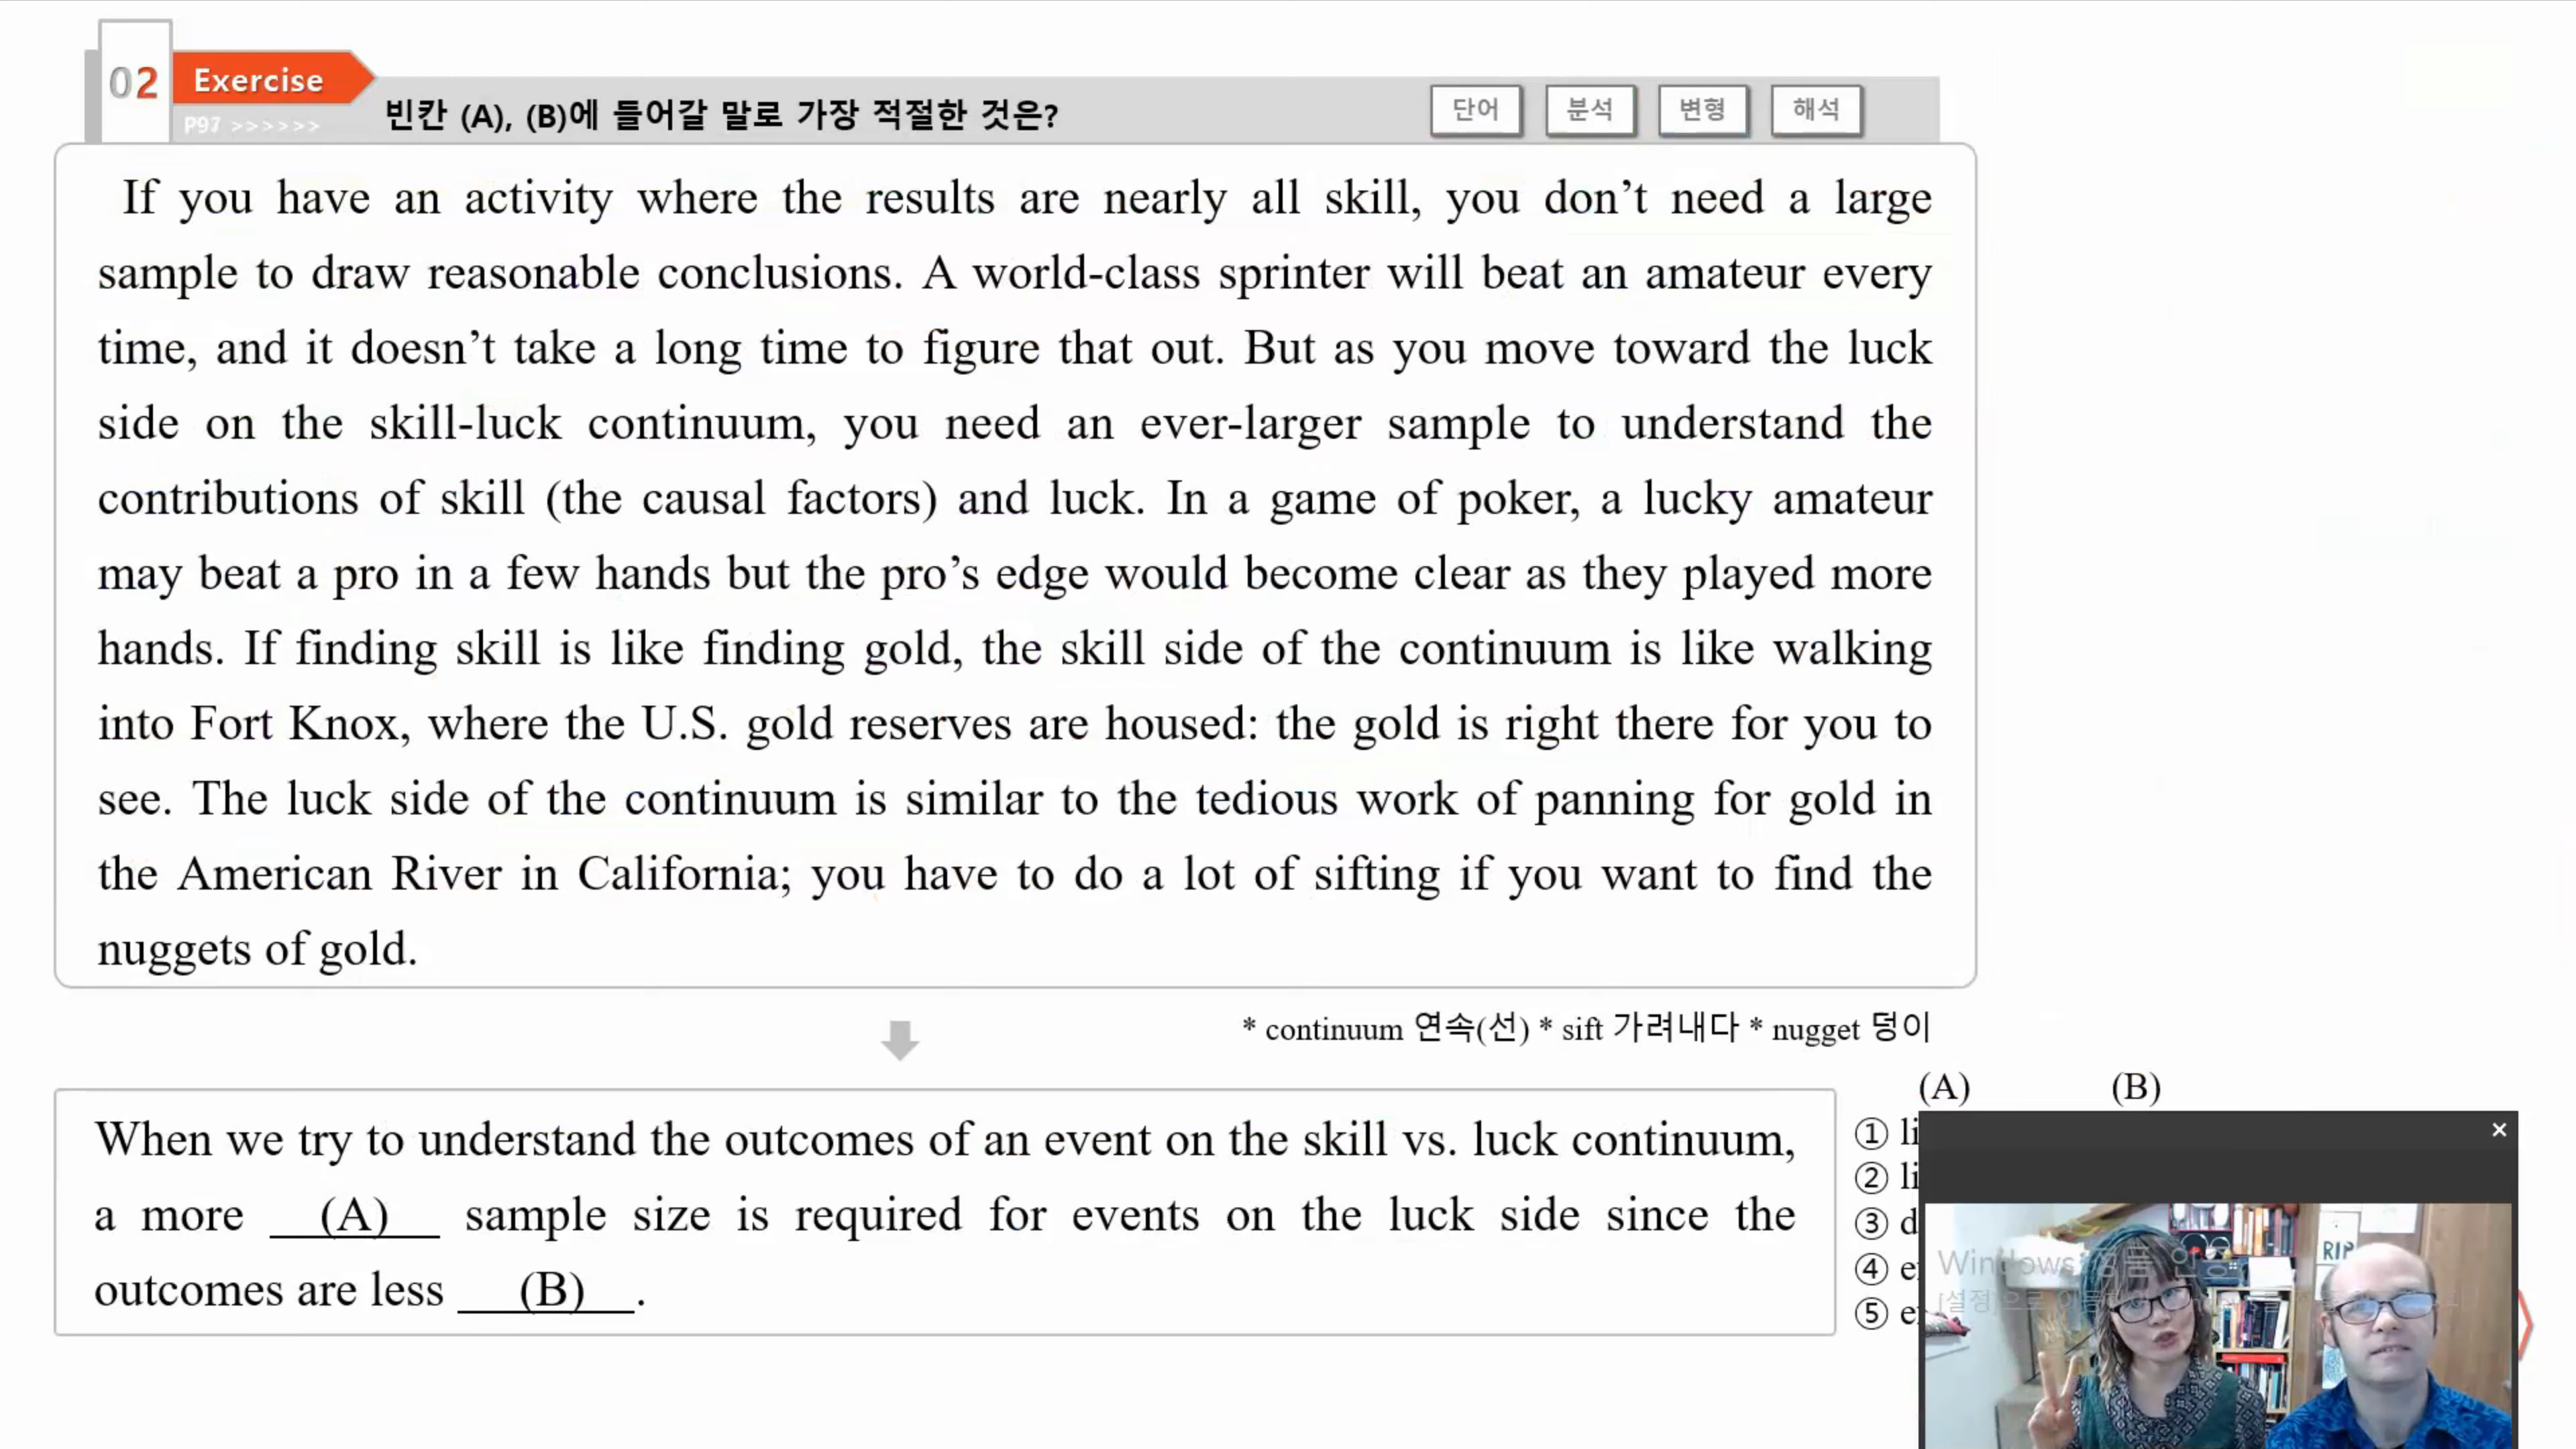 02
Exercise
P97 >>>>>>
빈칸 (A), (B)에 들어갈 말로 가장 적절한 것은?
단어 분석 변형 해석
If you have an activity where the results are nearly all skill, you don’t need a large
sample to draw reasonable conclusions. A world-class sprinter will beat an amateur every
time, and it doesn’t take a long time to figure that out. But as you move toward the luck
side on the skill-luck continuum, you need an ever-larger sample to understand the
contributions of skill (the causal factors) and luck. In a game of poker, a lucky amateur
may beat a pro in a few hands but the pro’s edge would become clear as they played more
hands. If finding skill is like finding gold, the skill side of the continuum is like walking
into Fort Knox, where the U.S. gold reserves are housed: the gold is right there for you to
see. The luck side of the continuum is similar to the tedious work of panning for gold in
the American River in California; you have to do a lot of sifting if you want to find the
nuggets of gold.
* continuum 연속(선) * sift 가려내다 * nugget 덩이
When we try to understand the outcomes of an event on the skill vs. luck continuum,
a more (A) sample size is required for events on the luck side since the
outcomes are less (B).
(A) (B)
①
②
③
④
⑤
Windows 정품 인증
RIP